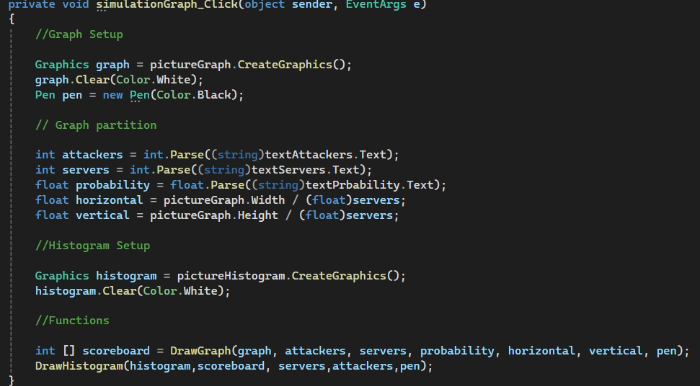 private void simulationGraph_Click(object sender, EventArgs e)
{
//Graph Setup
Graphics graph = pictureGraph.CreateGraphics();
graph.Clear(Color.White);
Pen pen = new Pen(Color.Black);
// Graph partition
int attackers = int.Parse((string)textAttackers.Text);
int servers = int.Parse((string)textServers.Text);
float probability = float.Parse((string)textPrbability.Text);
float horizontal = pictureGraph.Width / (float)servers;
float vertical = pictureGraph.Height / (float)servers;
//Histogram Setup
Graphics histogram = pictureHistogram.CreateGraphics();
histogram.Clear(Color.White);
//Functions
int [] scoreboard = DrawGraph(graph, attackers, servers, probability, horizontal, vertical, pen);
DrawHistogram(histogram,scoreboard, servers,attackers,pen);
}